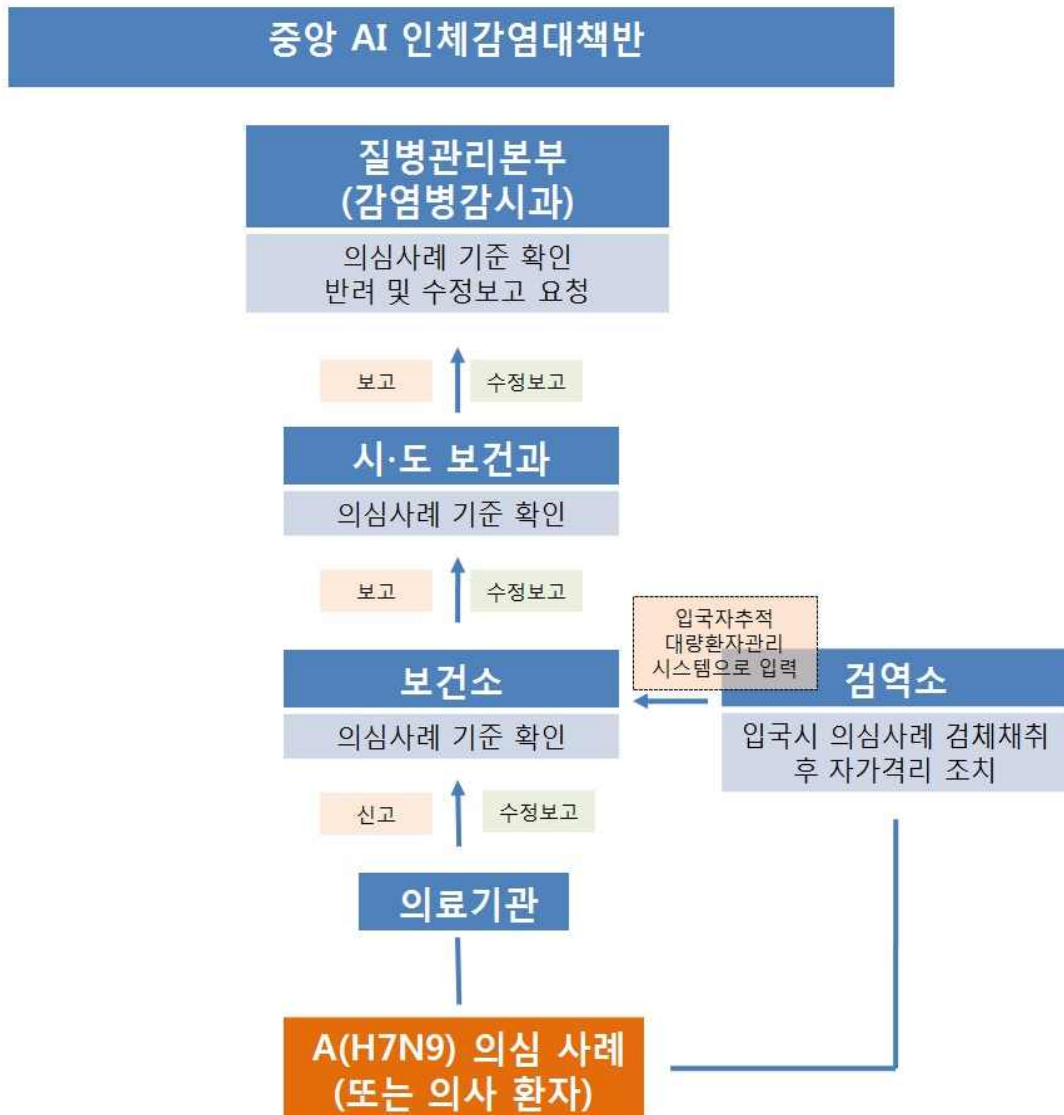 중앙 AI 인체감염대책반
질병관리본부
(감염병감시과)
의심사례 기준 확인
반려 및 수정보고 요청
보고
수정보고
시·도 보건과
의심사례 기준 확인
보고
수정보고
입국자추적
대량환자관리
시스템으로 입력
보건소
의심사례 기준 확인
검역소
입국시 의심사례 검체채취
후 자가격리 조치
신고
수정보고
의료기관
A(H7N9) 의심 사례
(또는 의사 환자)